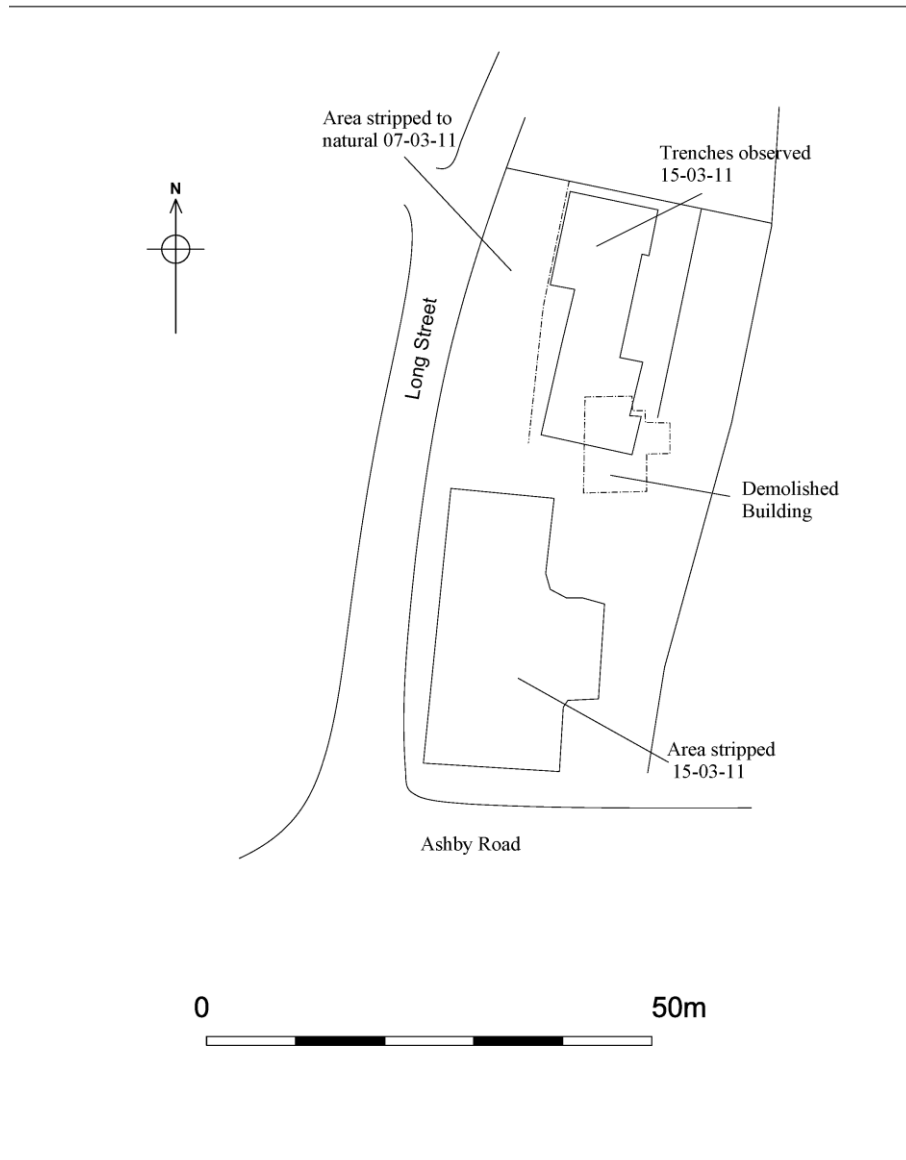 Area stripped to
natural 07-03-11
Trenches observed
15-03-11
N
Long Street
Demolished
Building
Area stripped
15-03-11
Ashby Road
0
50m